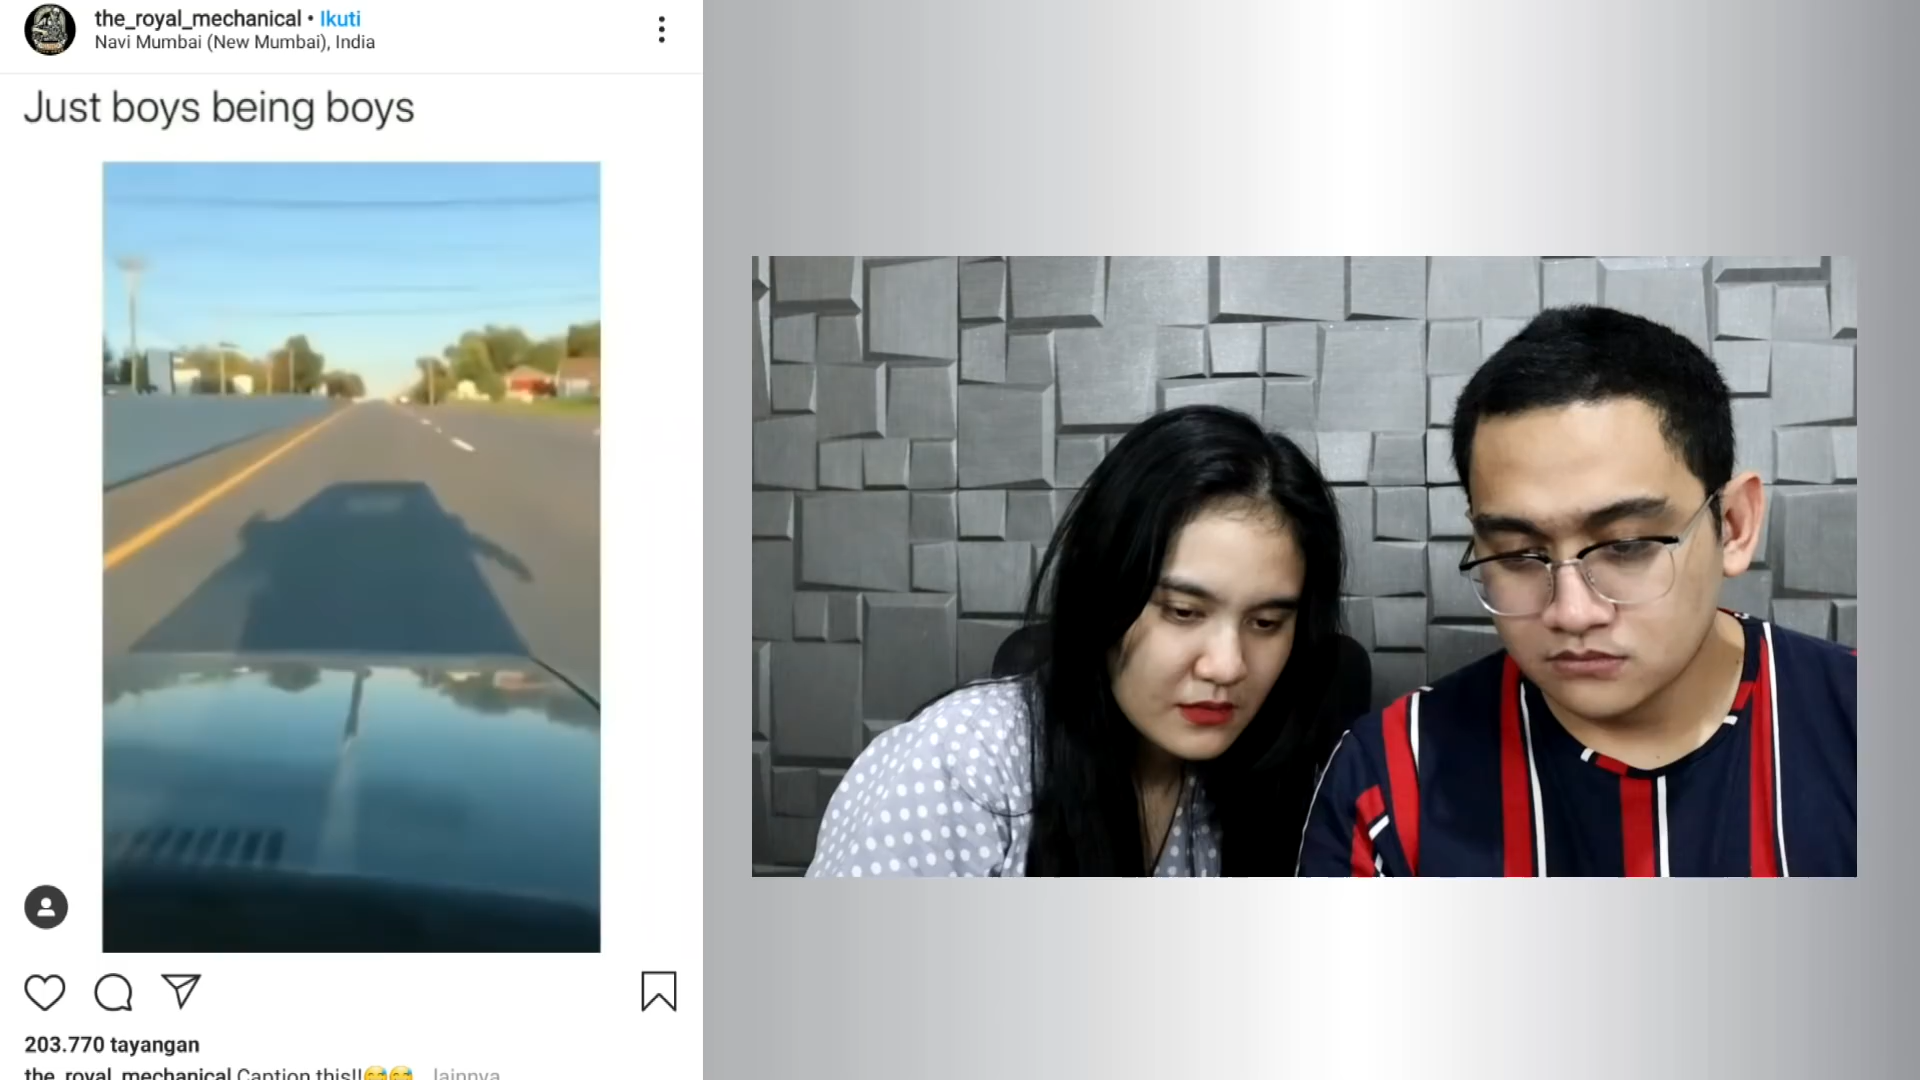 the_royal_mechanical • Ikuti
Navi Mumbai (New Mumbai), India
Just boys being boys
203.770 tayangan
the_royal_mechanical Caption this!!😅😅 lainnya